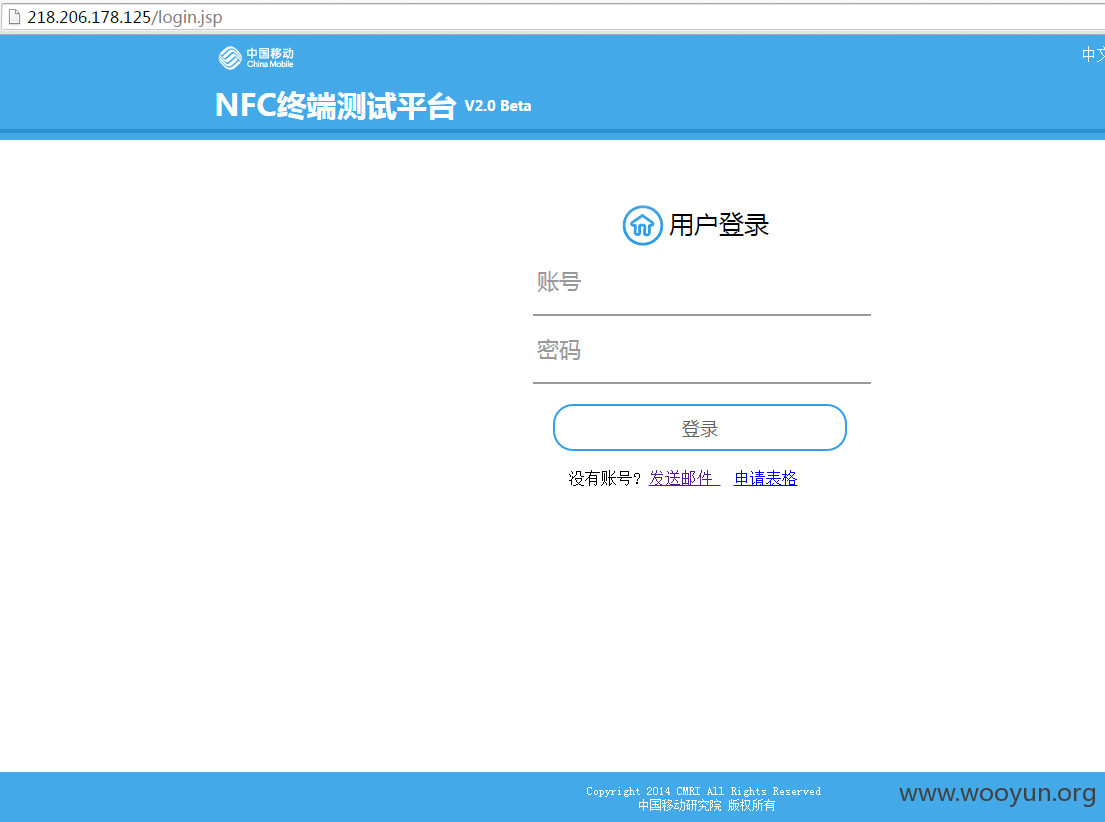 218.206.178.125/login.jsp
中国移动
China Mobile
中文
NFC终端测试平台 V2.0 Beta
用户登录
账号
密码
登录
没有账号? 发送邮件 申请表格
Copyright 2014 CMRI All Rights Reserved
中国移动研究院 版权所有
www.wooyun.org